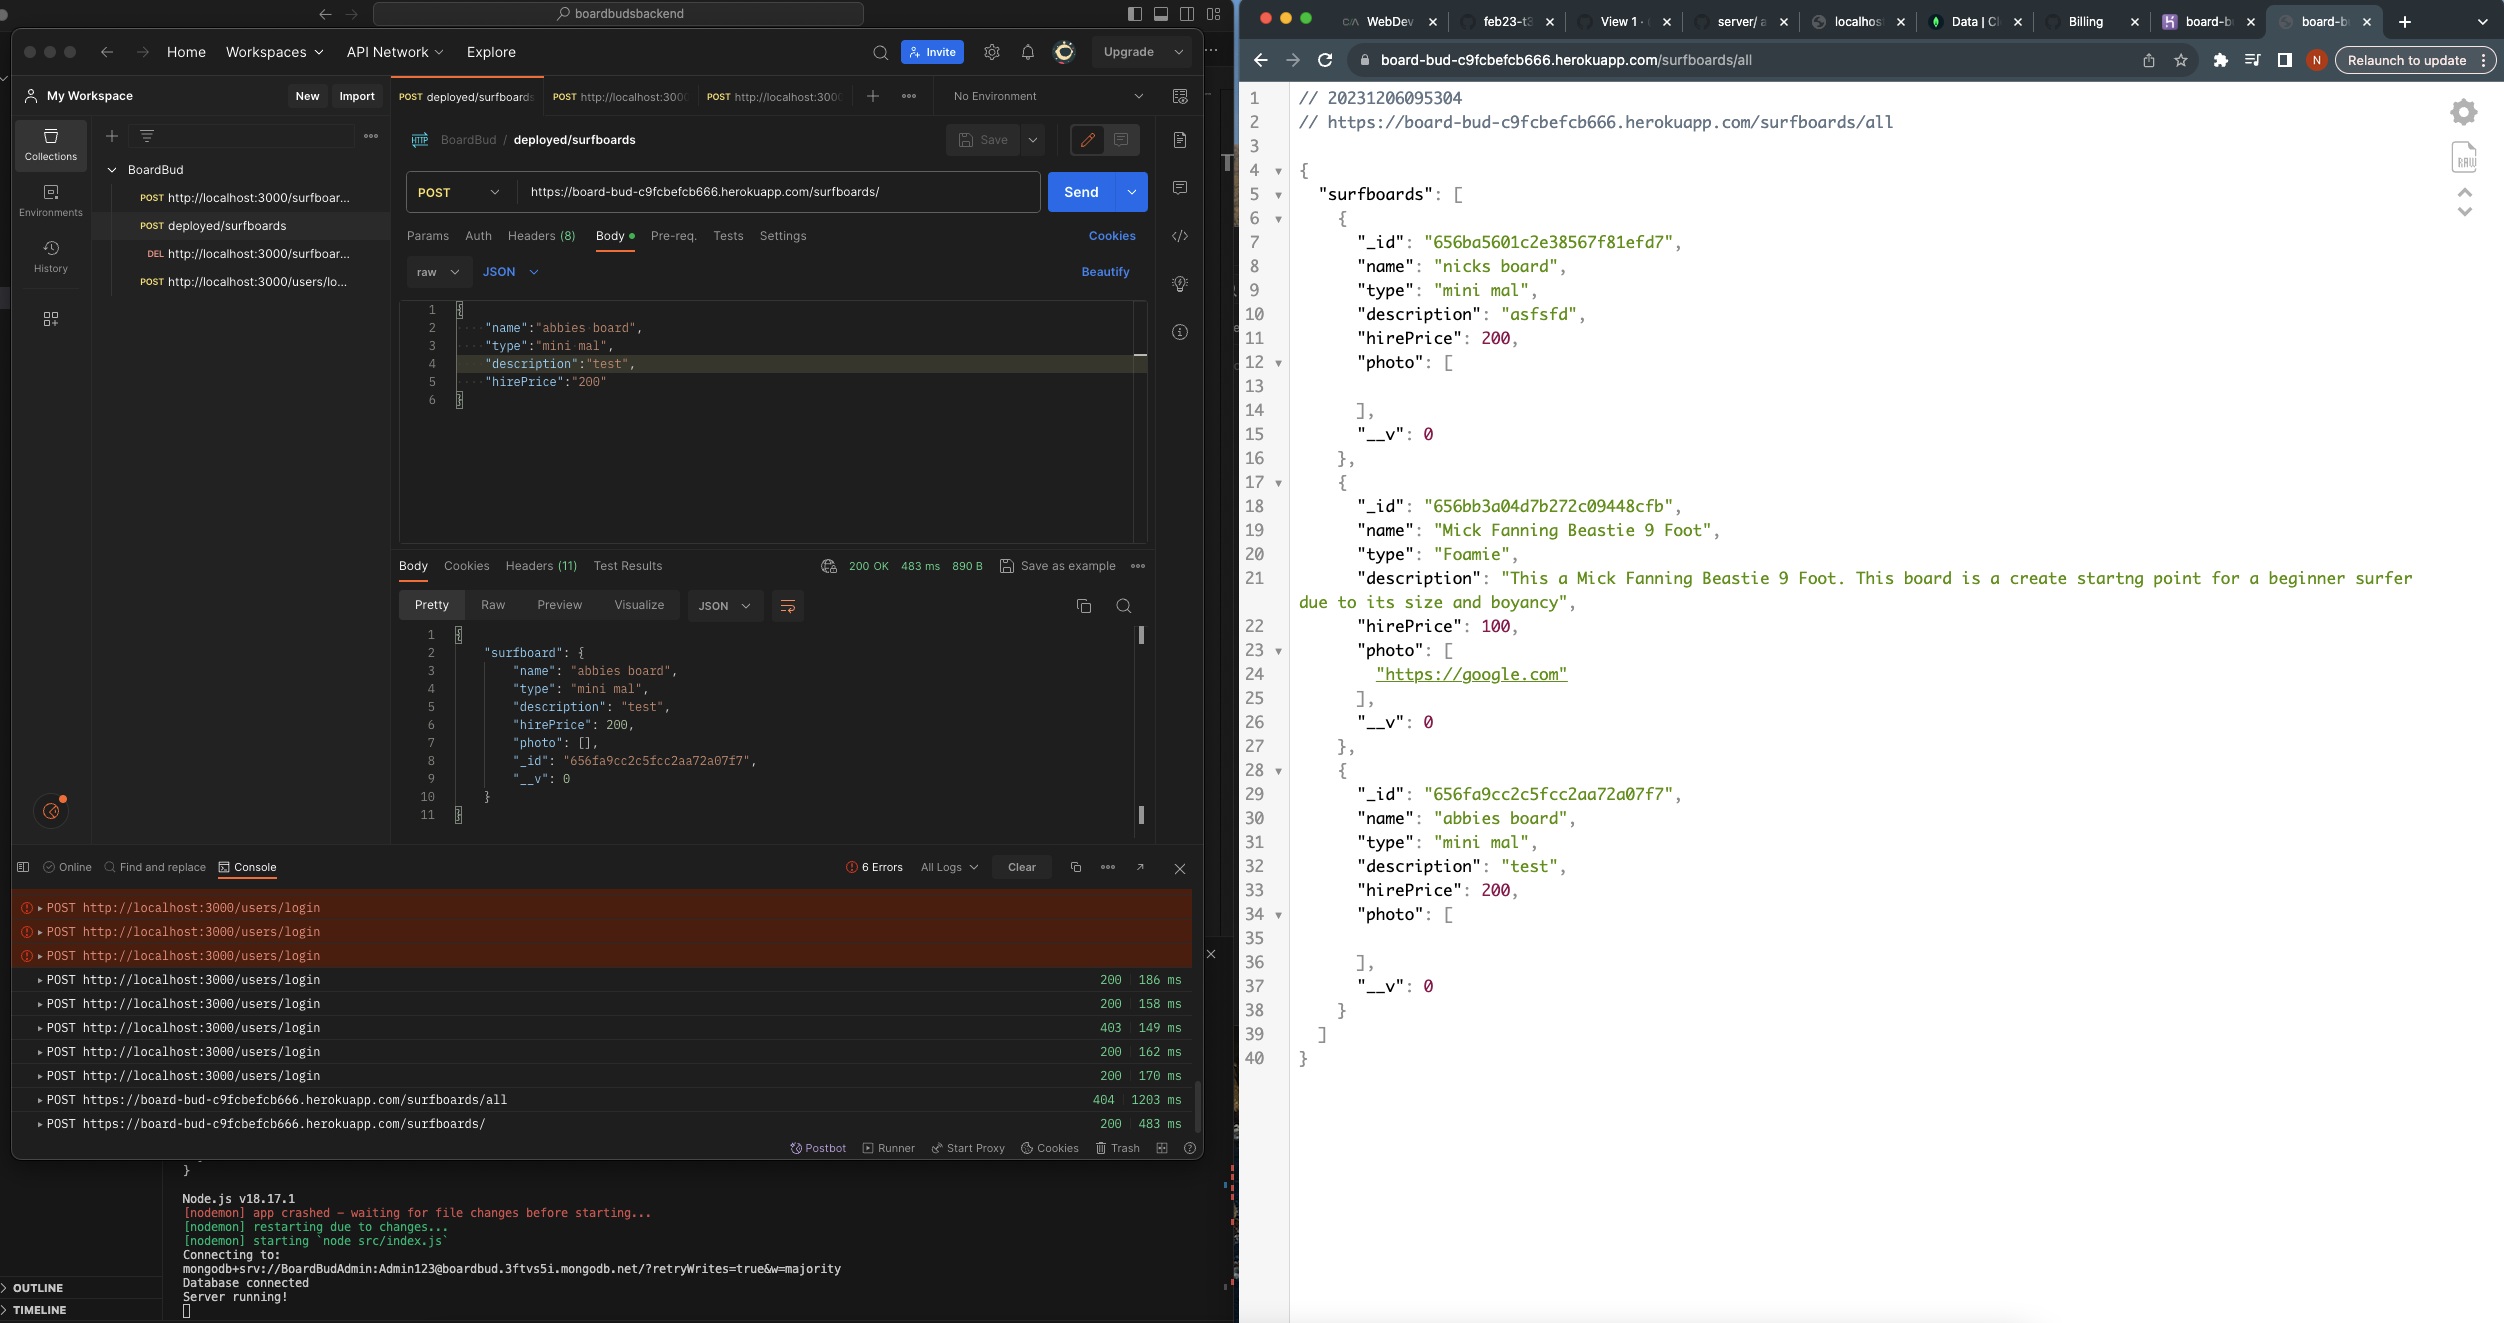 boardbudsbackend
Home Workspaces API Network Explore
Invite
Upgrade
My Workspace
New Import
POST deployed/surfboards
POST http://localhost:300
POST http://localhost:300
No Environment
Collections
Environments
History
BoardBud
POST http://localhost:3000/surfboar...
POST deployed/surfboards
DEL http://localhost:3000/surfboar...
POST http://localhost:3000/users/lo...
HTTP BoardBud / deployed/surfboards
Save
POST https://board-bud-c9fcbefcb666.herokuapp.com/surfboards/
Send
Params Auth Headers (8) Body Pre-req. Tests Settings Cookies
raw JSON Beautify
1 {
2 "name":"abbies board",
3 "type":"mini mal",
4 "description":"test",
5 "hirePrice":"200"
6 }
Body Cookies Headers (11) Test Results 200 OK 483 ms 890 B Save as example
Pretty Raw Preview Visualize JSON
1 {
2 "surfboard": {
3 "name": "abbies board",
4 "type": "mini mal",
5 "description": "test",
6 "hirePrice": 200,
7 "photo": [],
8 "_id": "656fa9cc2c5fcc2aa72a07f7",
9 "__v": 0
10 }
11 }
Online Find and replace Console 6 Errors All Logs Clear
POST http://localhost:3000/users/login
POST http://localhost:3000/users/login
POST http://localhost:3000/users/login
POST http://localhost:3000/users/login 200 186 ms
POST http://localhost:3000/users/login 200 158 ms
POST http://localhost:3000/users/login 403 149 ms
POST http://localhost:3000/users/login 200 162 ms
POST http://localhost:3000/users/login 200 170 ms
POST https://board-bud-c9fcbefcb666.herokuapp.com/surfboards/all 404 1203 ms
POST https://board-bud-c9fcbefcb666.herokuapp.com/surfboards/ 200 483 ms
Postbot Runner Start Proxy Cookies Trash
}
Node.js v18.17.1
[nodemon] app crashed - waiting for file changes before starting...
[nodemon] restarting due to changes...
[nodemon] starting `node src/index.js`
Connecting to:
mongodb+srv://BoardBudAdmin:Admin123@boardbud.3ftvs5i.mongodb.net/?retryWrites=true&w=majority
Database connected
Server running!
OUTLINE
TIMELINE
WebDev feb23-t3 View 1 · server/ a localhos Data | Cl Billing board-b board-b
board-bud-c9fcbefcb666.herokuapp.com/surfboards/all
N
Relaunch to update
1 // 20231206095304
2 // https://board-bud-c9fcbefcb666.herokuapp.com/surfboards/all
3
4 {
5 "surfboards": [
6 {
7 "_id": "656ba5601c2e38567f81efd7",
8 "name": "nicks board",
9 "type": "mini mal",
10 "description": "asfsfd",
11 "hirePrice": 200,
12 "photo": [
13
14 ],
15 "__v": 0
16 },
17 {
18 "_id": "656bb3a04d7b272c09448cfb",
19 "name": "Mick Fanning Beastie 9 Foot",
20 "type": "Foamie",
21 "description": "This a Mick Fanning Beastie 9 Foot. This board is a create startng point for a beginner surfer
due to its size and boyancy",
22 "hirePrice": 100,
23 "photo": [
24 "https://google.com"
25 ],
26 "__v": 0
27 },
28 {
29 "_id": "656fa9cc2c5fcc2aa72a07f7",
30 "name": "abbies board",
31 "type": "mini mal",
32 "description": "test",
33 "hirePrice": 200,
34 "photo": [
35
36 ],
37 "__v": 0
38 }
39 ]
40 }
RAW